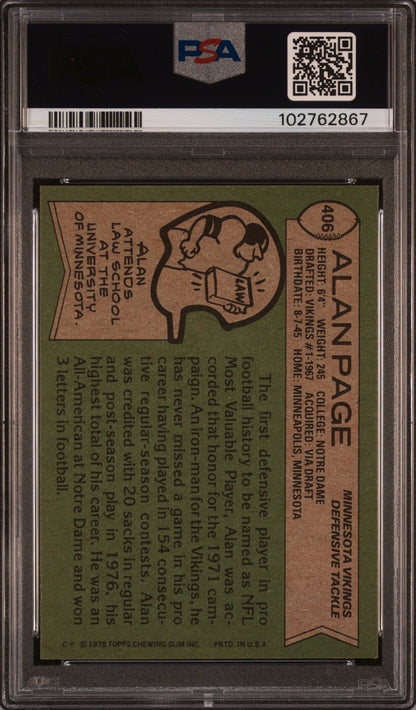 PSA
PSA
102762867
406
ALAN PAGE
MINNESOTA VIKINGS
DEFENSIVE TACKLE
HEIGHT: 6'4" WEIGHT: 245 COLLEGE: NOTRE DAME
DRAFTED: VIKINGS #1-1967 ACQUIRED: VIA DRAFT
BIRTHDATE: 8-7-45 HOME: MINNEAPOLIS, MINNESOTA
LAW
ALAN
ATTENDS
LAW SCHOOL
AT THE
UNIVERSITY
OF MINNESOTA.
The first defensive player in pro
football history to be named as NFL
Most Valuable Player, Alan was ac-
corded that honor for the 1971 cam-
paign. An iron-man for the Vikings, he
has never missed a game in his pro
career having played in 154 consecu-
tive regular-season contests. Alan
was credited with 20 sacks in regular
and post-season play in 1976, his
highest total of his career. He was an
All-American at Notre Dame and won
3 letters in football.
C* © 1978 TOPPS CHEWING GUM INC. PRTD. IN U.S.A.